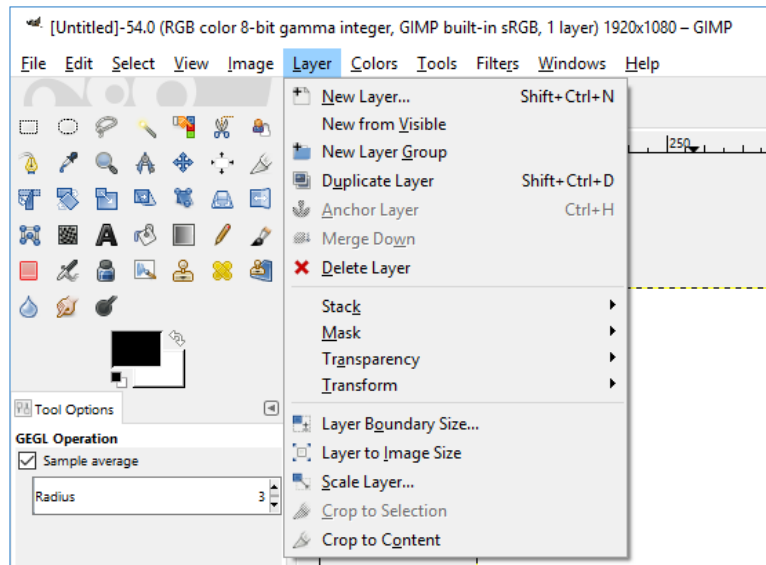 [Untitled]-54.0 (RGB color 8-bit gamma integer, GIMP built-in sRGB, 1 layer) 1920x1080 – GIMP
File Edit Select View Image Layer Colors Tools Filters Windows Help
New Layer... Shift+Ctrl+N
New from Visible
New Layer Group
Duplicate Layer Shift+Ctrl+D
Anchor Layer Ctrl+H
Merge Down
Delete Layer
Stack
Mask
Transparency
Transform
Layer Boundary Size...
Layer to Image Size
Scale Layer...
Crop to Selection
Crop to Content
250
Tool Options
GEGL Operation
Sample average
Radius 3